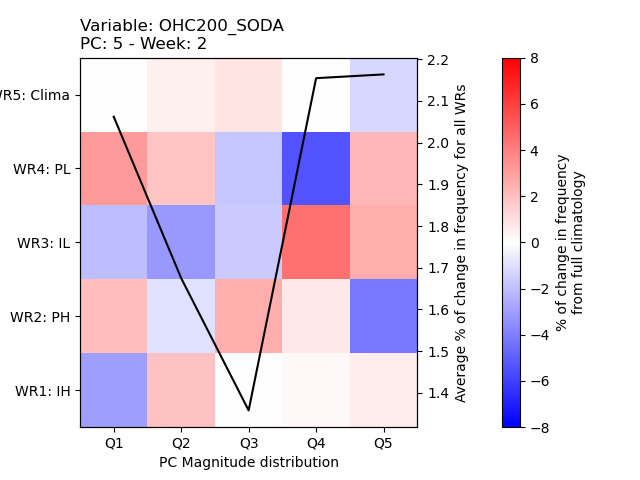 Variable: OHC200_SODA
PC: 5 - Week: 2
WR5: Clima
WR4: PL
WR3: IL
WR2: PH
WR1: IH
Q1 Q2 Q3 Q4 Q5
PC Magnitude distribution
2.2
2.1
2.0
1.9
1.8
1.7
1.6
1.5
1.4
Average % of change in frequency for all WRs
8
6
4
2
0
−2
−4
−6
−8
% of change in frequency
from full climatology